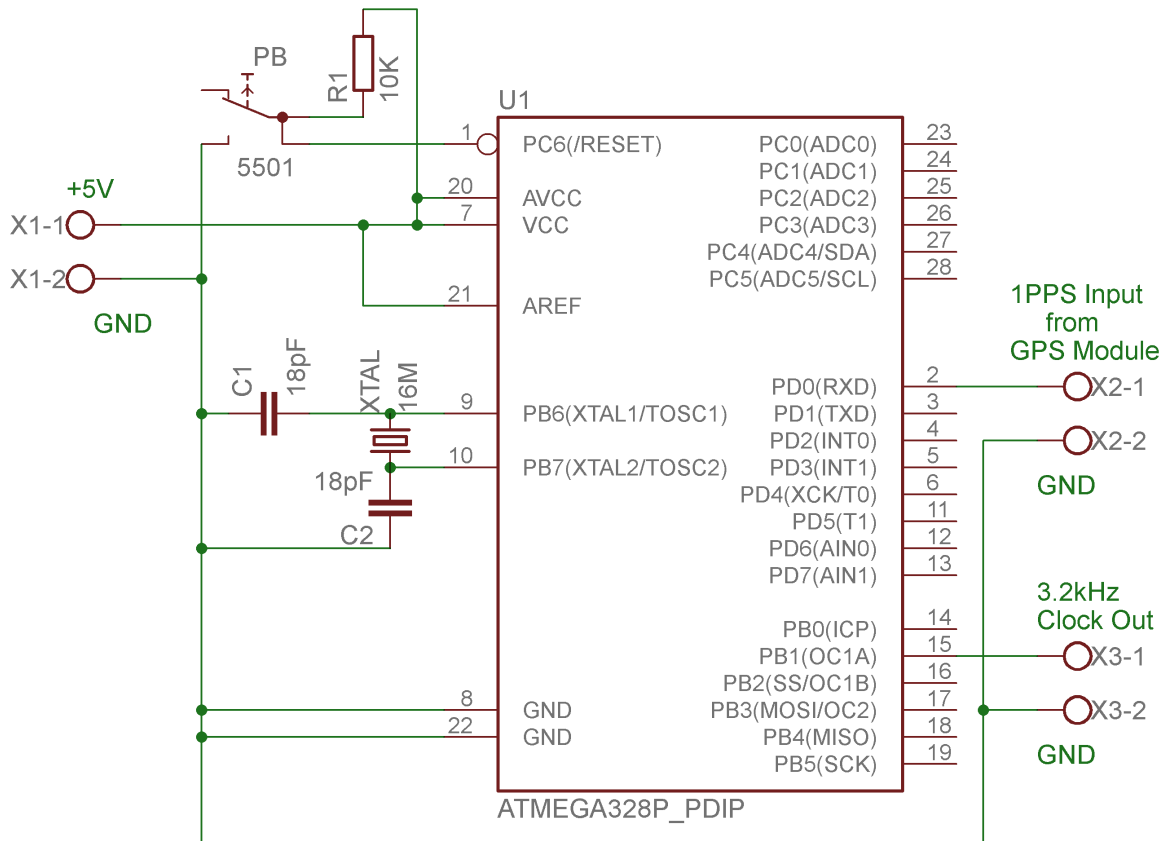 PB
R1
10K
5501
+5V
X1-1
X1-2
GND
C1
18pF
XTAL
16M
18pF
C2
U1
1
PC6(/RESET)
20
AVCC
7
VCC
21
AREF
9
PB6(XTAL1/TOSC1)
10
PB7(XTAL2/TOSC2)
8
GND
22
GND
PC0(ADC0)
23
PC1(ADC1)
24
PC2(ADC2)
25
PC3(ADC3)
26
PC4(ADC4/SDA)
27
PC5(ADC5/SCL)
28
PD0(RXD)
2
PD1(TXD)
3
PD2(INT0)
4
PD3(INT1)
5
PD4(XCK/T0)
6
PD5(T1)
11
PD6(AIN0)
12
PD7(AIN1)
13
PB0(ICP)
14
PB1(OC1A)
15
PB2(SS/OC1B)
16
PB3(MOSI/OC2)
17
PB4(MISO)
18
PB5(SCK)
19
ATMEGA328P_PDIP
1PPS Input
from
GPS Module
X2-1
X2-2
GND
3.2kHz
Clock Out
X3-1
X3-2
GND